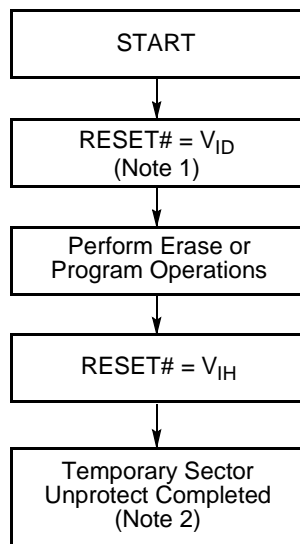 START
RESET# = V_ID
(Note 1)
Perform Erase or
Program Operations
RESET# = V_IH
Temporary Sector
Unprotect Completed
(Note 2)